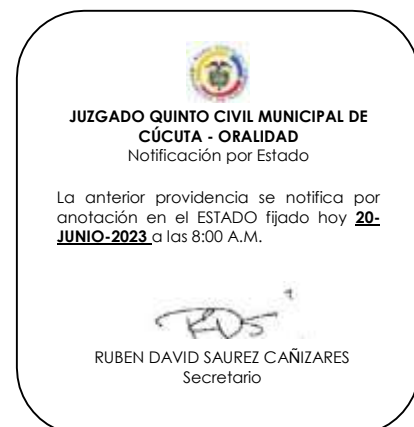 JUZGADO QUINTO CIVIL MUNICIPAL DE
CÚCUTA - ORALIDAD
Notificación por Estado
La anterior providencia se notifica por
anotación en el ESTADO fijado hoy 20-
JUNIO-2023 a las 8:00 A.M.
RUBEN DAVID SAUREZ CAÑIZARES
Secretario